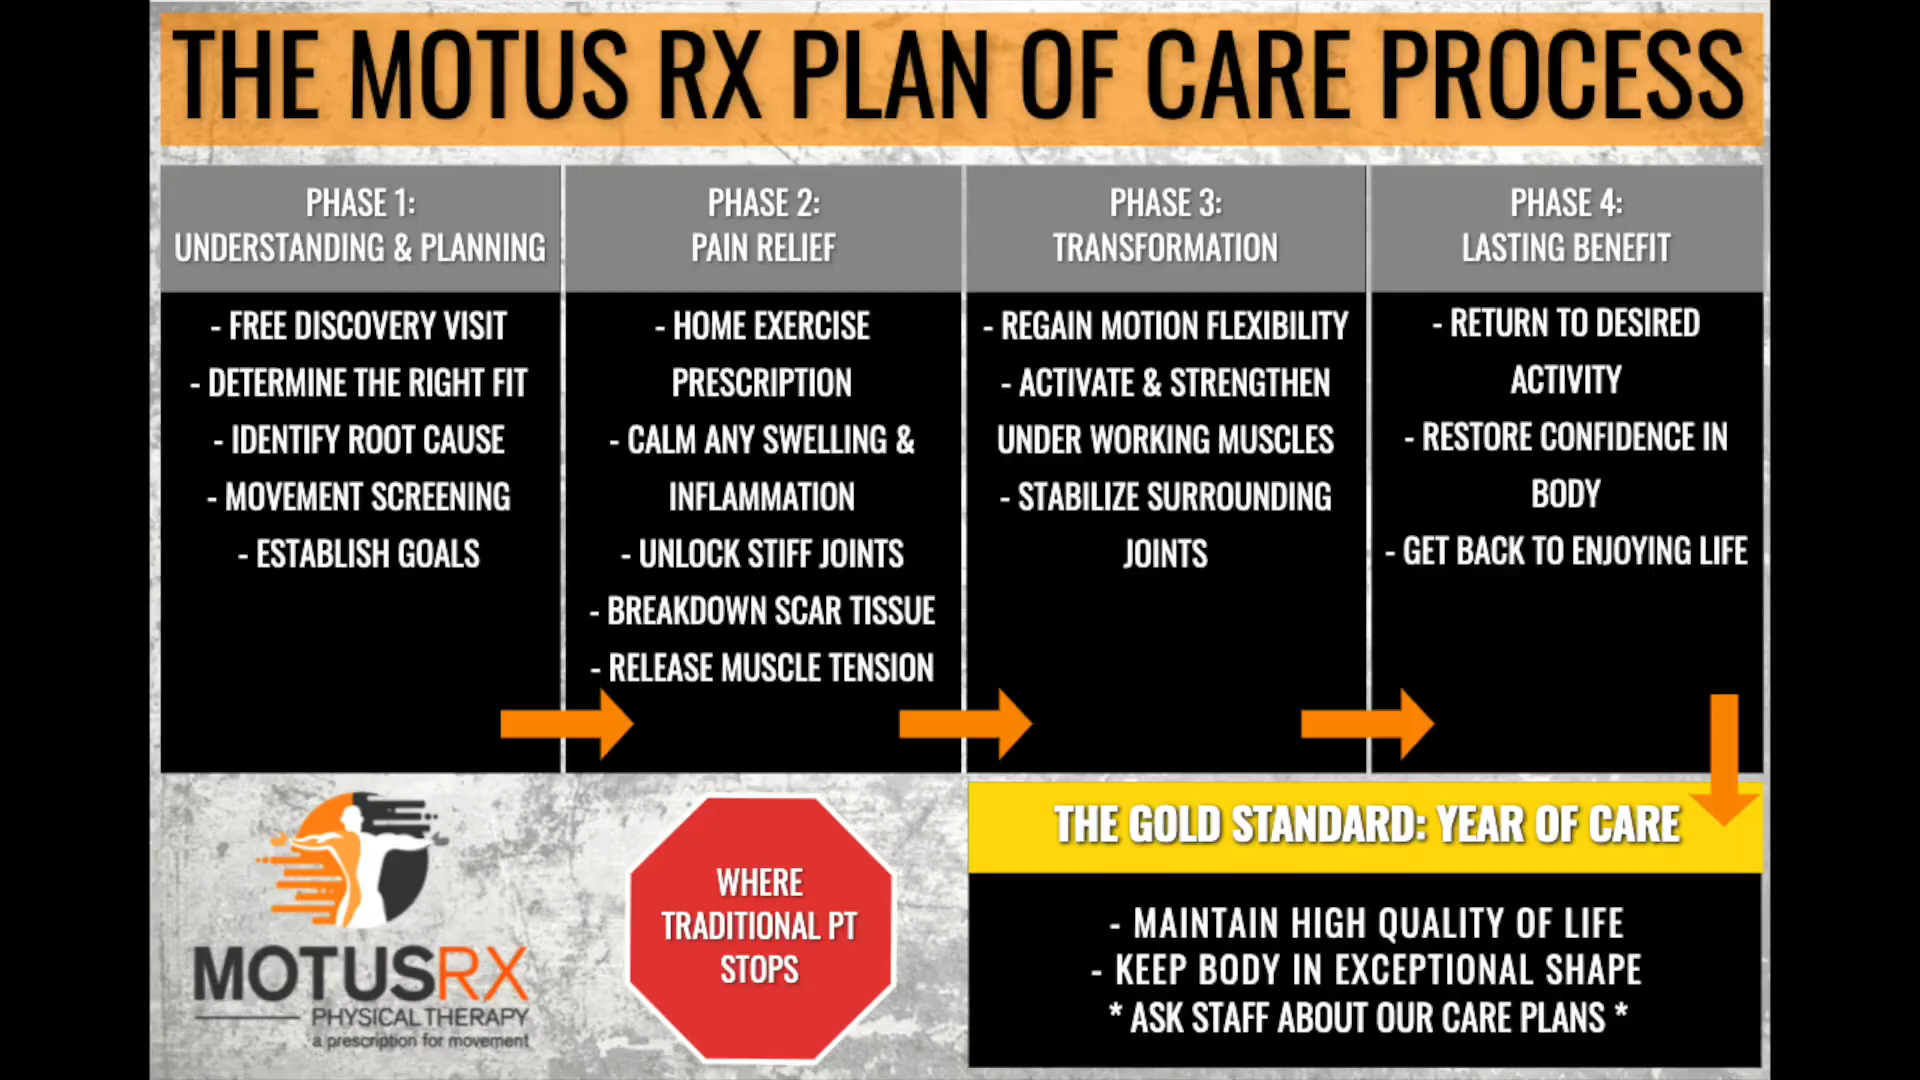 THE MOTUS RX PLAN OF CARE PROCESS
PHASE 1:
UNDERSTANDING & PLANNING
- FREE DISCOVERY VISIT
- DETERMINE THE RIGHT FIT
- IDENTIFY ROOT CAUSE
- MOVEMENT SCREENING
- ESTABLISH GOALS
PHASE 2:
PAIN RELIEF
- HOME EXERCISE
PRESCRIPTION
- CALM ANY SWELLING &
INFLAMMATION
- UNLOCK STIFF JOINTS
- BREAKDOWN SCAR TISSUE
- RELEASE MUSCLE TENSION
PHASE 3:
TRANSFORMATION
- REGAIN MOTION FLEXIBILITY
- ACTIVATE & STRENGTHEN
UNDER WORKING MUSCLES
- STABILIZE SURROUNDING
JOINTS
PHASE 4:
LASTING BENEFIT
- RETURN TO DESIRED
ACTIVITY
- RESTORE CONFIDENCE IN
BODY
- GET BACK TO ENJOYING LIFE
MOTUSRX
PHYSICAL THERAPY
a prescription for movement
WHERE
TRADITIONAL PT
STOPS
THE GOLD STANDARD: YEAR OF CARE
- MAINTAIN HIGH QUALITY OF LIFE
- KEEP BODY IN EXCEPTIONAL SHAPE
* ASK STAFF ABOUT OUR CARE PLANS *